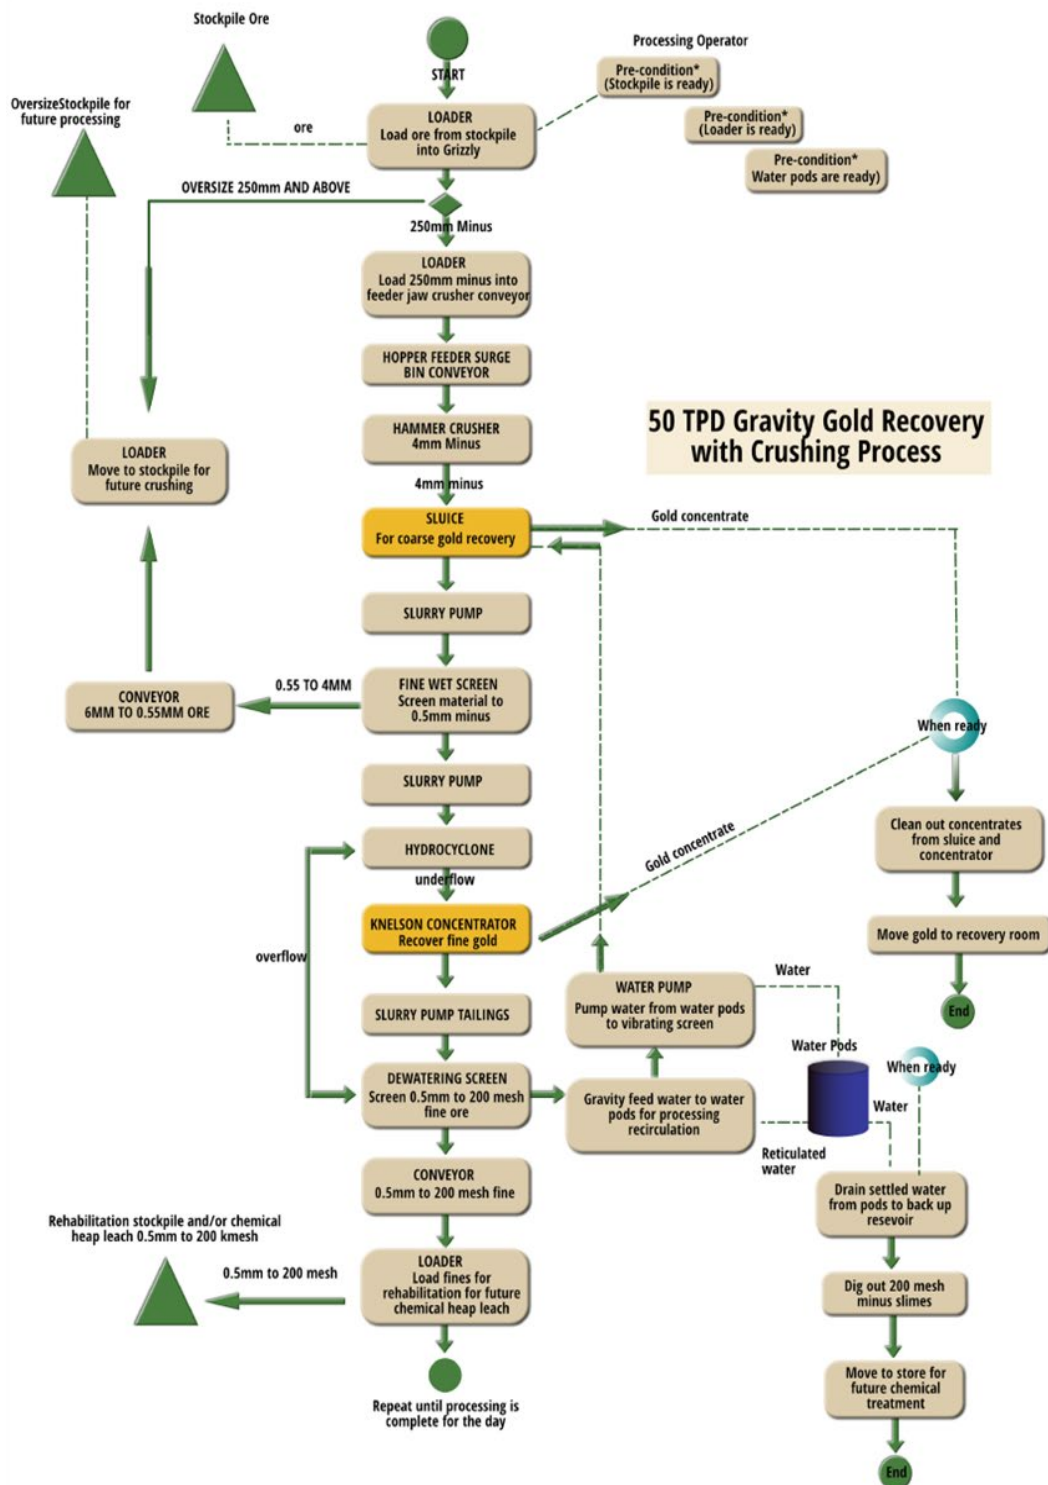 Stockpile Ore
START
Processing Operator
Pre-condition*
(Stockpile is ready)
OversizeStockpile for
future processing
LOADER
Load ore from stockpile
into Grizzly
ore
Pre-condition*
(Loader is ready)
Pre-condition*
Water pods are ready)
OVERSIZE 250mm AND ABOVE
250mm Minus
LOADER
Load 250mm minus into
feeder jaw crusher conveyor
HOPPER FEEDER SURGE
BIN CONVEYOR
HAMMER CRUSHER
4mm Minus
50 TPD Gravity Gold Recovery
with Crushing Process
LOADER
Move to stockpile for
future crushing
4mm minus
SLUICE
For coarse gold recovery
Gold concentrate
SLURRY PUMP
FINE WET SCREEN
Screen material to
0.5mm minus
0.55 TO 4MM
CONVEYOR
6MM TO 0.55MM ORE
When ready
SLURRY PUMP
Clean out concentrates
from sluice and
concentrator
HYDROCYCLONE
underflow
Gold concentrate
KNELSON CONCENTRATOR
Recover fine gold
Move gold to recovery room
overflow
WATER PUMP
Pump water from water pods
to vibrating screen
Water
End
SLURRY PUMP TAILINGS
Water Pods
When ready
DEWATERING SCREEN
Screen 0.5mm to 200 mesh
fine ore
Gravity feed water to water
pods for processing
recirculation
Water
Reticulated
water
CONVEYOR
0.5mm to 200 mesh fine
Drain settled water
from pods to back up
resevoir
Rehabilitation stockpile and/or chemical
heap leach 0.5mm to 200 kmesh
0.5mm to 200 mesh
LOADER
Load fines for
rehabilitation for future
chemical heap leach
Dig out 200 mesh
minus slimes
Move to store for
future chemical
treatment
Repeat until processing is
complete for the day
End